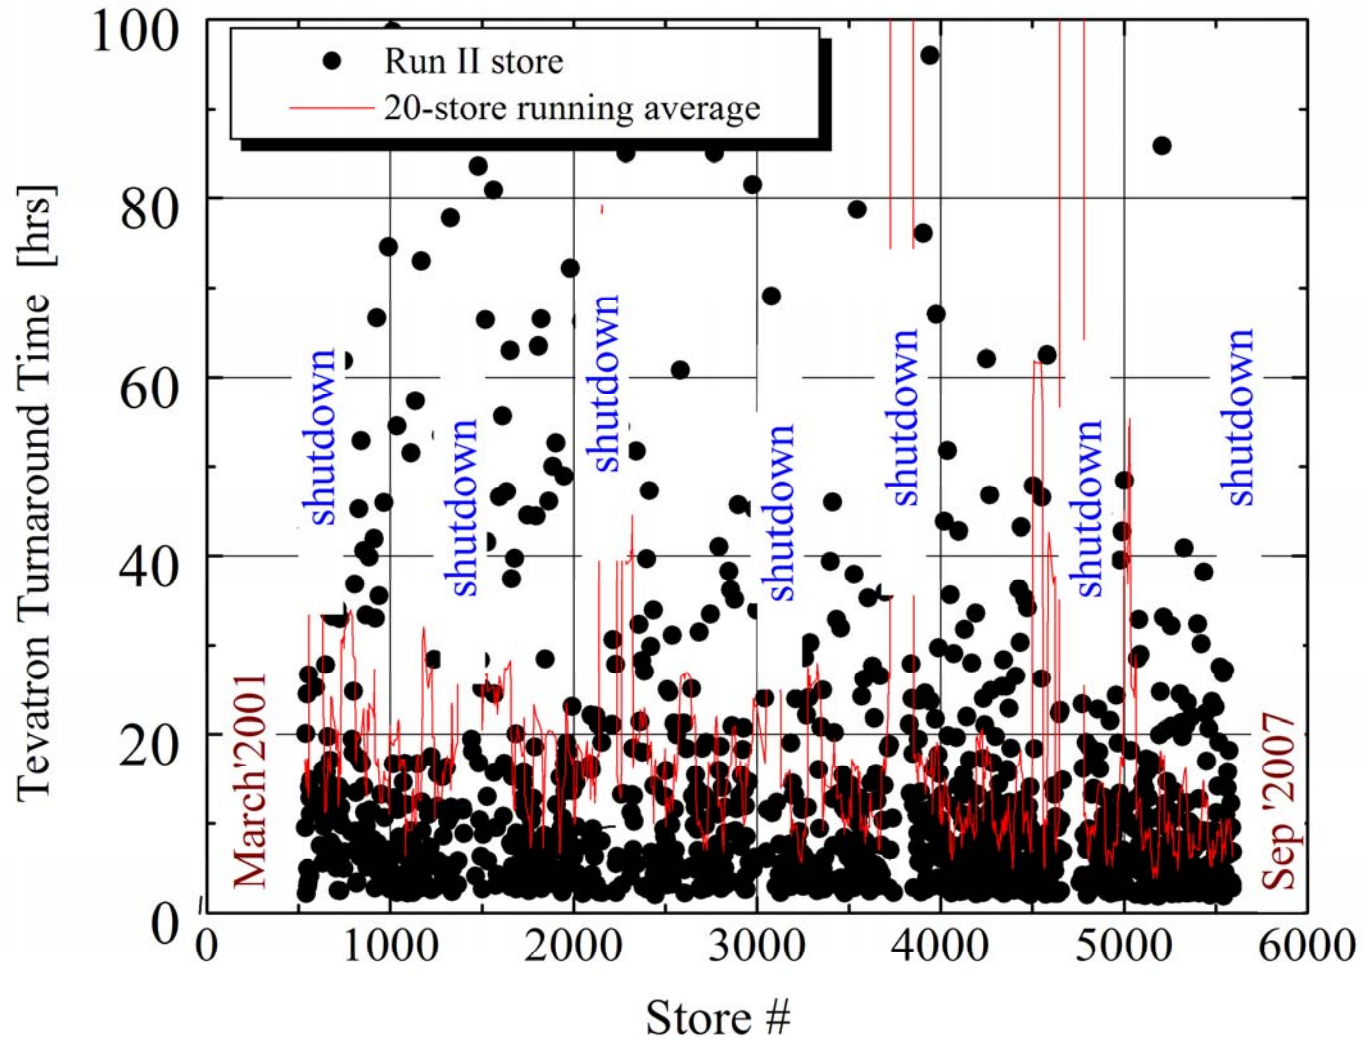 Run II store
20-store running average
Tevatron Turnaround Time [hrs]
100
80
60
40
20
0
shutdown
shutdown
shutdown
shutdown
shutdown
shutdown
shutdown
March'2001
Sep '2007
0 1000 2000 3000 4000 5000 6000
Store #